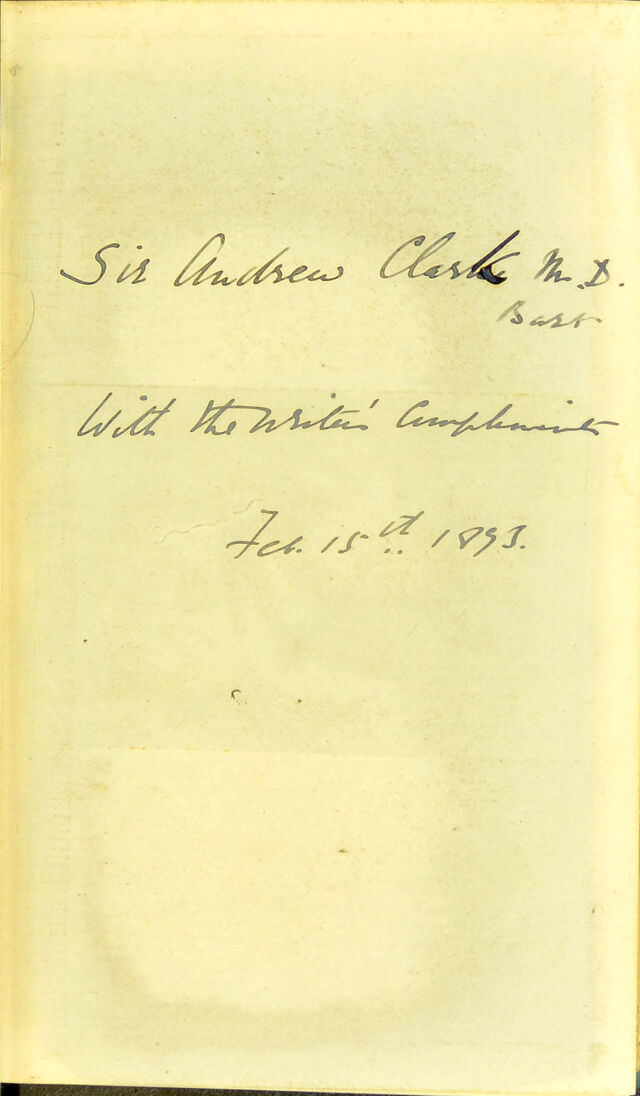 Sir Andrew Clark M.D.
Bart
With the Writer's Compliments
Feb. 15th 1893.